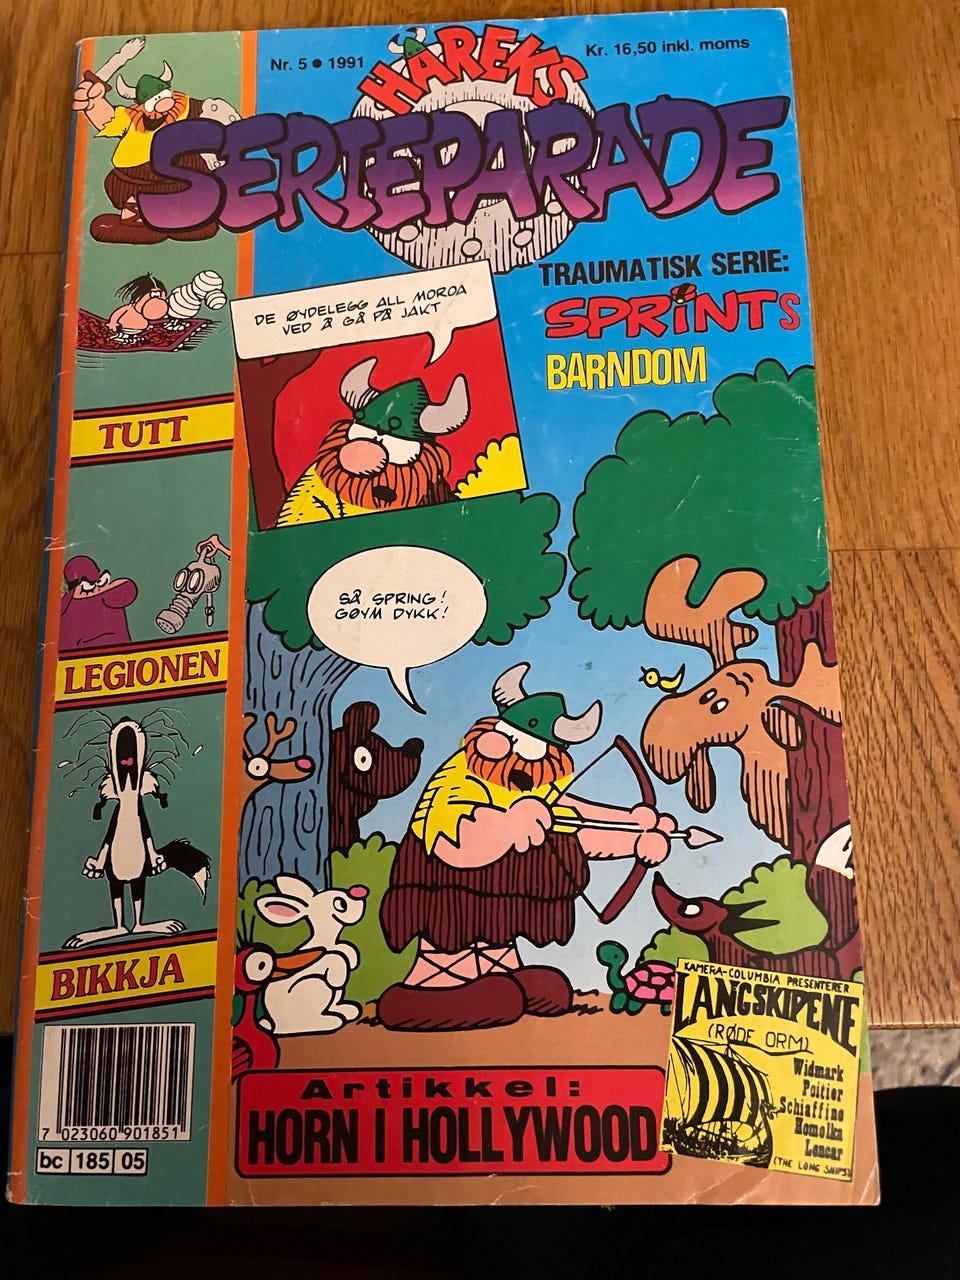 Nr. 5 ● 1991
HÅREKS
Kr. 16,50 inkl. moms
SERIEPARADE
TRAUMATISK SERIE:
SPRINTS
BARNDOM
DE ØYDELEGG ALL MOROA
VED Å GÅ PÅ JAKT
TUTT
SÅ SPRING!
GØYM DYKK!
LEGIONEN
BIKKJA
KAMERA-COLUMBIA PRESENTERER
LANGSKIPENE
(RØDE ORM)
Widmark
Poitier
Schiaffino
Homolka
Loncar
(THE LONG SHIPS)
Artikkel:
HORN I HOLLYWOOD
7 023060 901851
bc 185 05